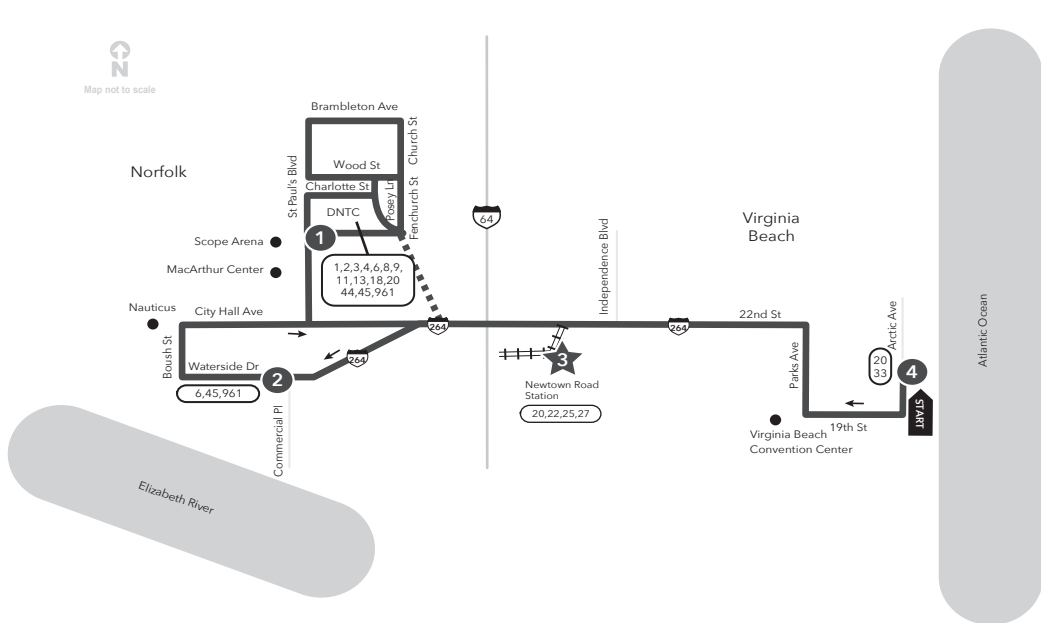 N
Map not to scale
Brambleton Ave
Church St
Wood St
Norfolk
St Paul's Blvd
Charlotte St
Posey Ln
Fenchurch St
DNTC
64
Virginia
Beach
1
Scope Arena
MacArthur Center
1,2,3,4,6,8,9,
11,13,18,20
44,45,961
Independence Blvd
Nauticus
City Hall Ave
264
264
22nd St
Arctic Ave
Atlantic Ocean
Boush St
Waterside Dr
264
2
6,45,961
3
Newtown Road
Station
20,22,25,27
Parks Ave
20
33
4
START
19th St
Virginia Beach
Convention Center
Commercial Pl
Elizabeth River